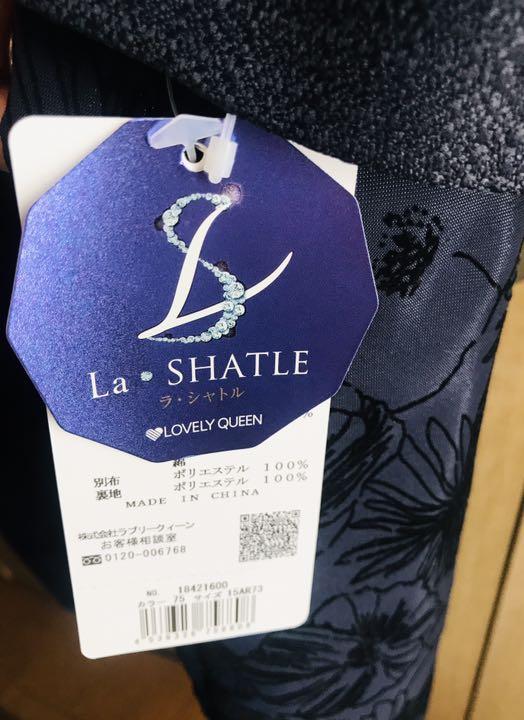 La・SHATLE
ラ・シャトル
LOVELY QUEEN
%
綿
別布 ポリエステル 100%
裏地 ポリエステル 100%
MADE IN CHINA
株式会社ラブリークィーン
お客様相談室
0120-006768
NO. 18421600
カラー 75 サイズ 15AR73